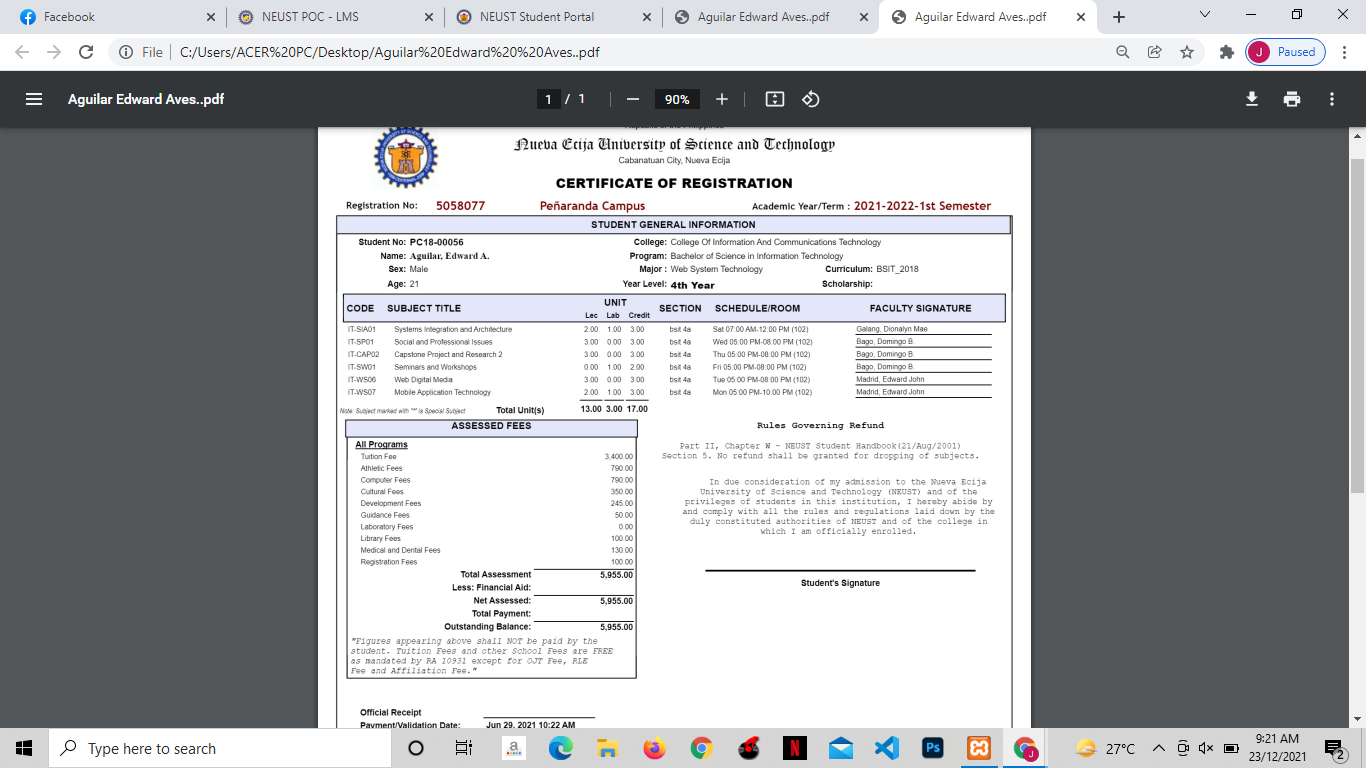 Facebook
NEUST POC - LMS
NEUST Student Portal
Aguilar Edward Aves..pdf
Aguilar Edward Aves..pdf
File
C:/Users/ACER%20PC/Desktop/Aguilar%20Edward%20%20Aves..pdf
J Paused
Aguilar Edward Aves..pdf
1 / 1
90%
Nueva Ecija University of Science and Technology
Cabanatuan City, Nueva Ecija
CERTIFICATE OF REGISTRATION
Registration No: 5058077 Peñaranda Campus Academic Year/Term : 2021-2022-1st Semester
STUDENT GENERAL INFORMATION
Student No: PC18-00056 College: College Of Information And Communications Technology
Name: Aguilar, Edward A. Program: Bachelor of Science in Information Technology
Sex: Male Major : Web System Technology Curriculum: BSIT_2018
Age: 21 Year Level: 4th Year Scholarship:
UNIT
CODE SUBJECT TITLE SECTION SCHEDULE/ROOM FACULTY SIGNATURE
Lec Lab Credit
IT-SIA01 Systems Integration and Architecture 2.00 1.00 3.00 bsit 4a Sat 07:00 AM-12:00 PM (102) Galang, Dionalyn Mae
IT-SP01 Social and Professional Issues 3.00 0.00 3.00 bsit 4a Wed 05:00 PM-08:00 PM (102) Bago, Domingo B.
IT-CAP02 Capstone Project and Research 2 3.00 0.00 3.00 bsit 4a Thu 05:00 PM-08:00 PM (102) Bago, Domingo B.
IT-SW01 Seminars and Workshops 0.00 1.00 2.00 bsit 4a Fri 05:00 PM-08:00 PM (102) Bago, Domingo B.
IT-WS06 Web Digital Media 3.00 0.00 3.00 bsit 4a Tue 05:00 PM-08:00 PM (102) Madrid, Edward John
IT-WS07 Mobile Application Technology 2.00 1.00 3.00 bsit 4a Mon 05:00 PM-10:00 PM (102) Madrid, Edward John
Note: Subject marked with "*" is Special Subject Total Unit(s) 13.00 3.00 17.00
ASSESSED FEES
All Programs
Tuition Fee 3,400.00
Athletic Fees 790.00
Computer Fees 790.00
Cultural Fees 350.00
Development Fees 245.00
Guidance Fees 50.00
Laboratory Fees 0.00
Library Fees 100.00
Medical and Dental Fees 130.00
Registration Fees 100.00
Total Assessment 5,955.00
Less: Financial Aid:
Net Assessed: 5,955.00
Total Payment:
Outstanding Balance: 5,955.00
"Figures appearing above shall NOT be paid by the
student. Tuition Fees and other School Fees are FREE
as mandated by RA 10931 except for OJT Fee, RLE
Fee and Affiliation Fee."
Rules Governing Refund
Part II, Chapter W - NEUST Student Handbook(21/Aug/2001)
Section 5. No refund shall be granted for dropping of subjects.
In due consideration of my admission to the Nueva Ecija
University of Science and Technology (NEUST) and of the
privileges of students in this institution, I hereby abide by
and comply with all the rules and regulations laid down by the
duly constituted authorities of NEUST and of the college in
which I am officially enrolled.
Student's Signature
Official Receipt
Payment/Validation Date: Jun 29, 2021 10:22 AM
Type here to search
27°C
9:21 AM
23/12/2021
2